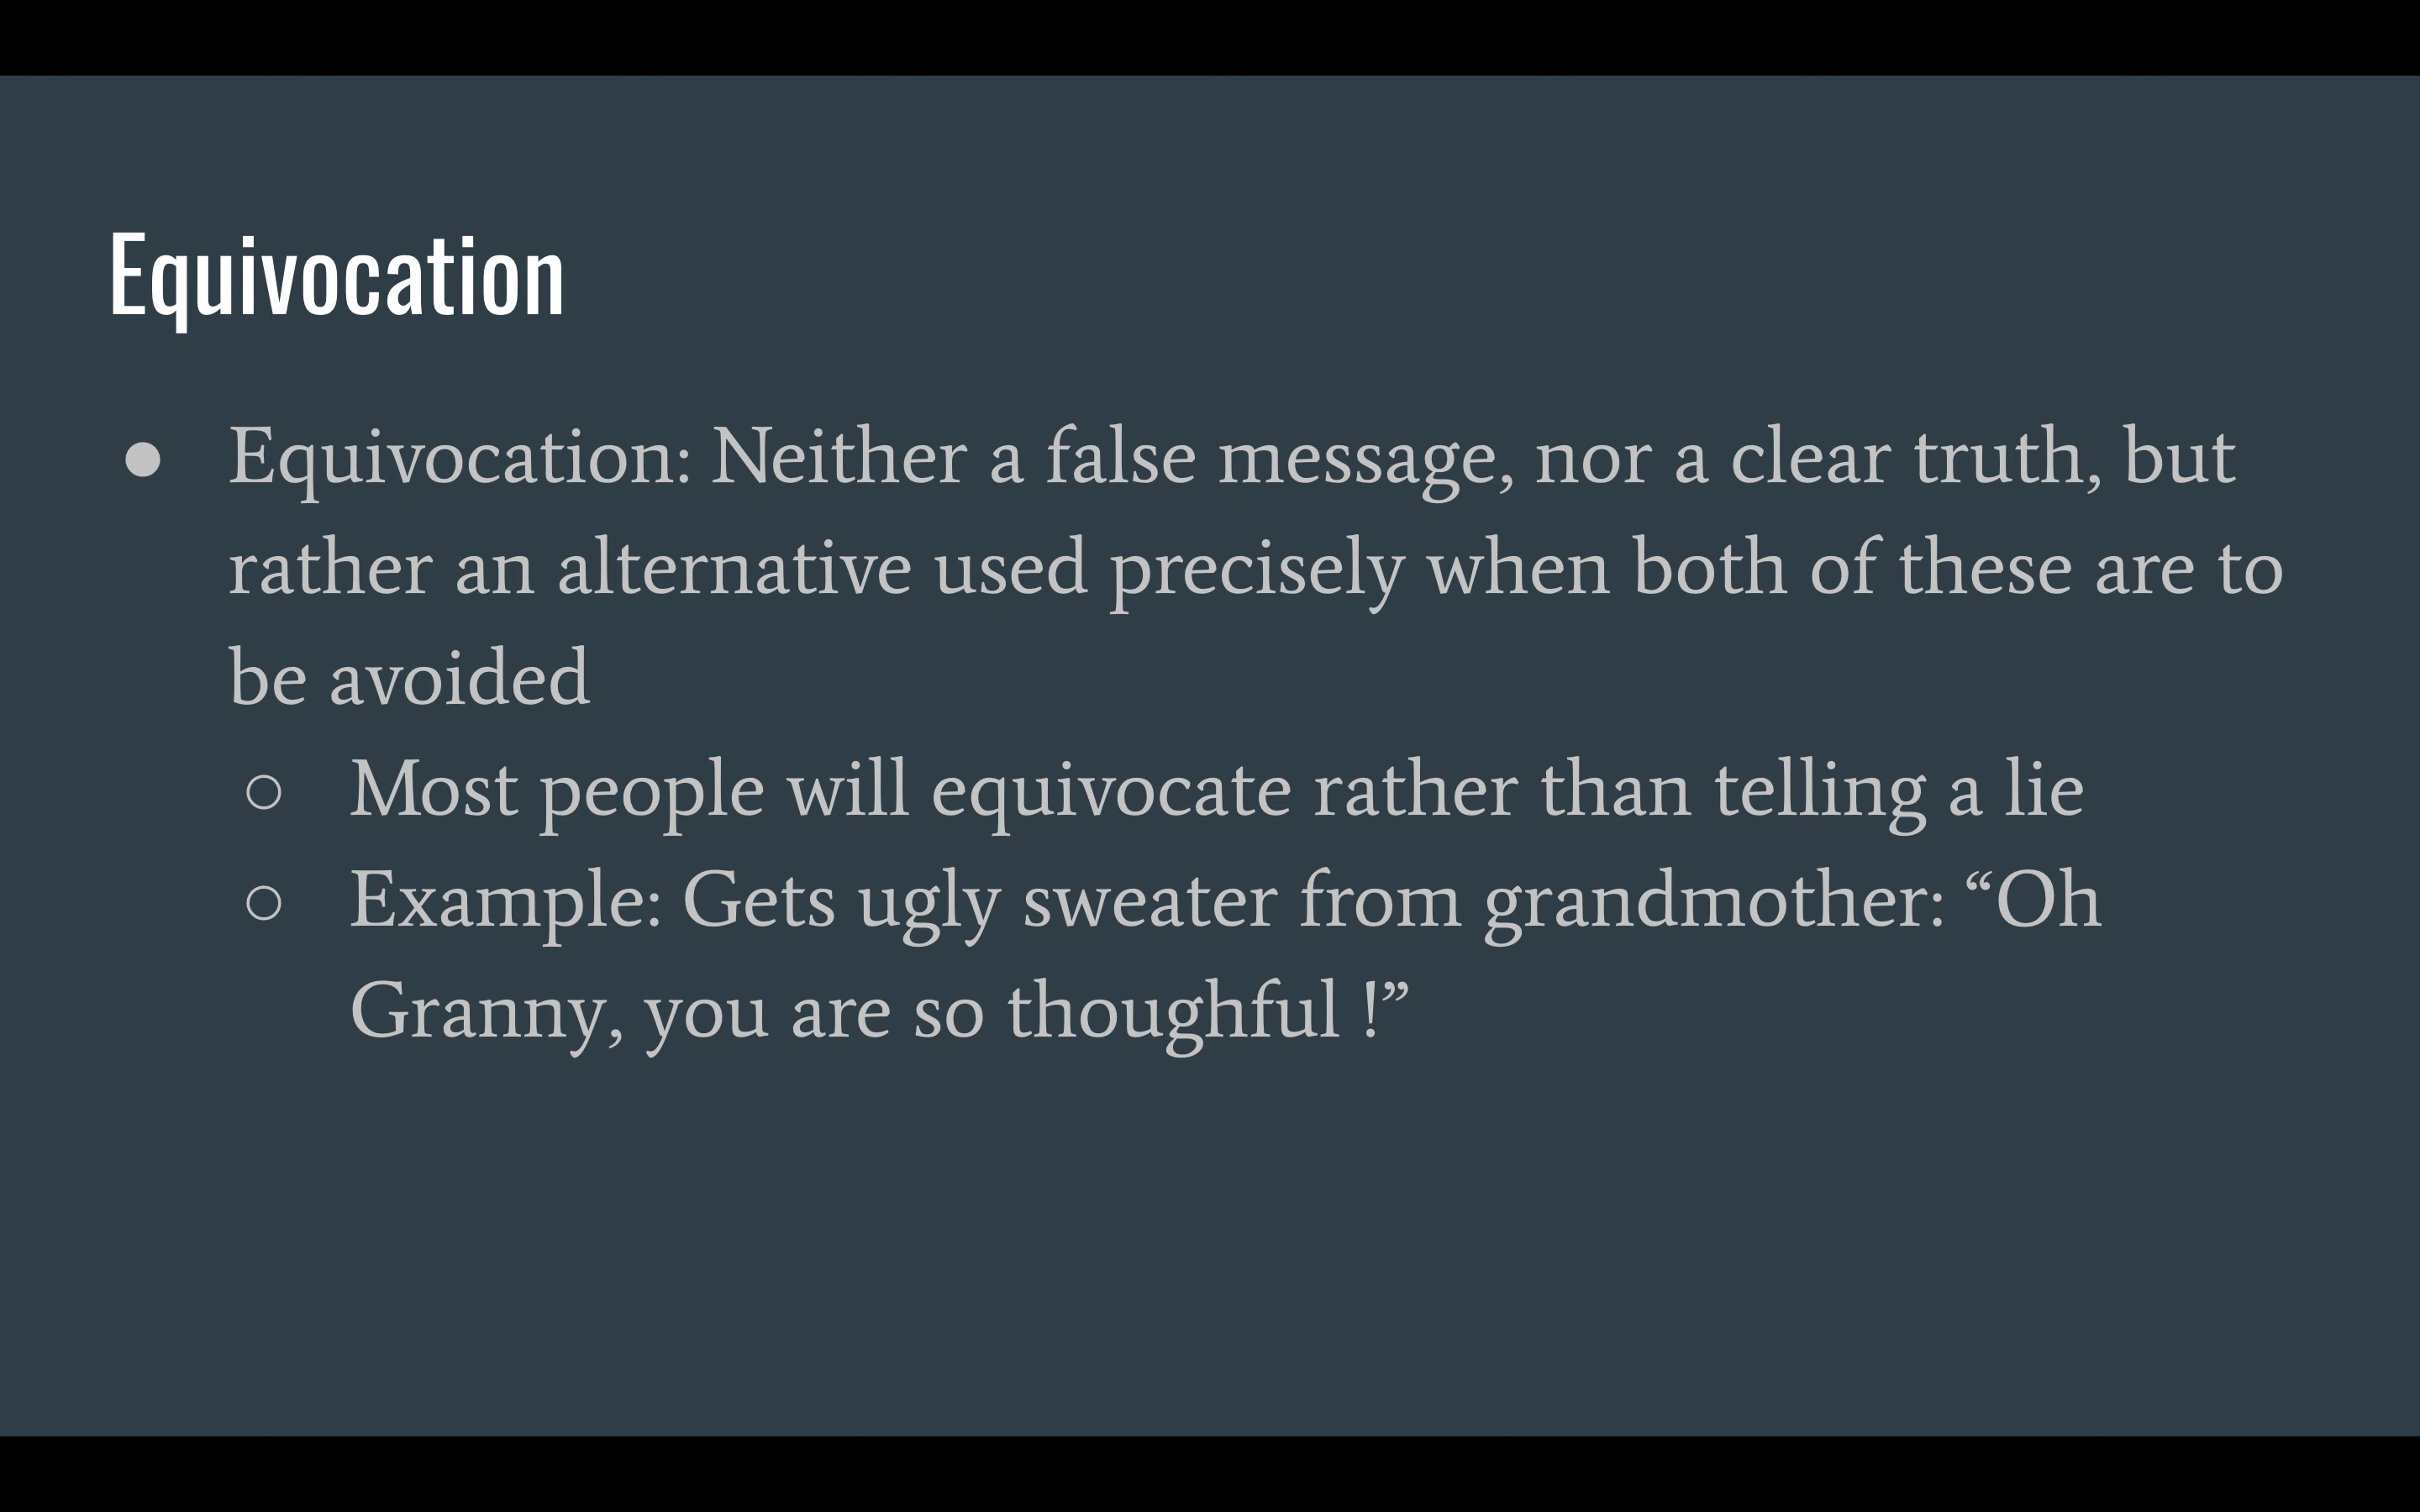 Equivocation
● Equivocation: Neither a false message, nor a clear truth, but
rather an alternative used precisely when both of these are to
be avoided
○ Most people will equivocate rather than telling a lie
○ Example: Gets ugly sweater from grandmother: “Oh
Granny, you are so thoughful !”